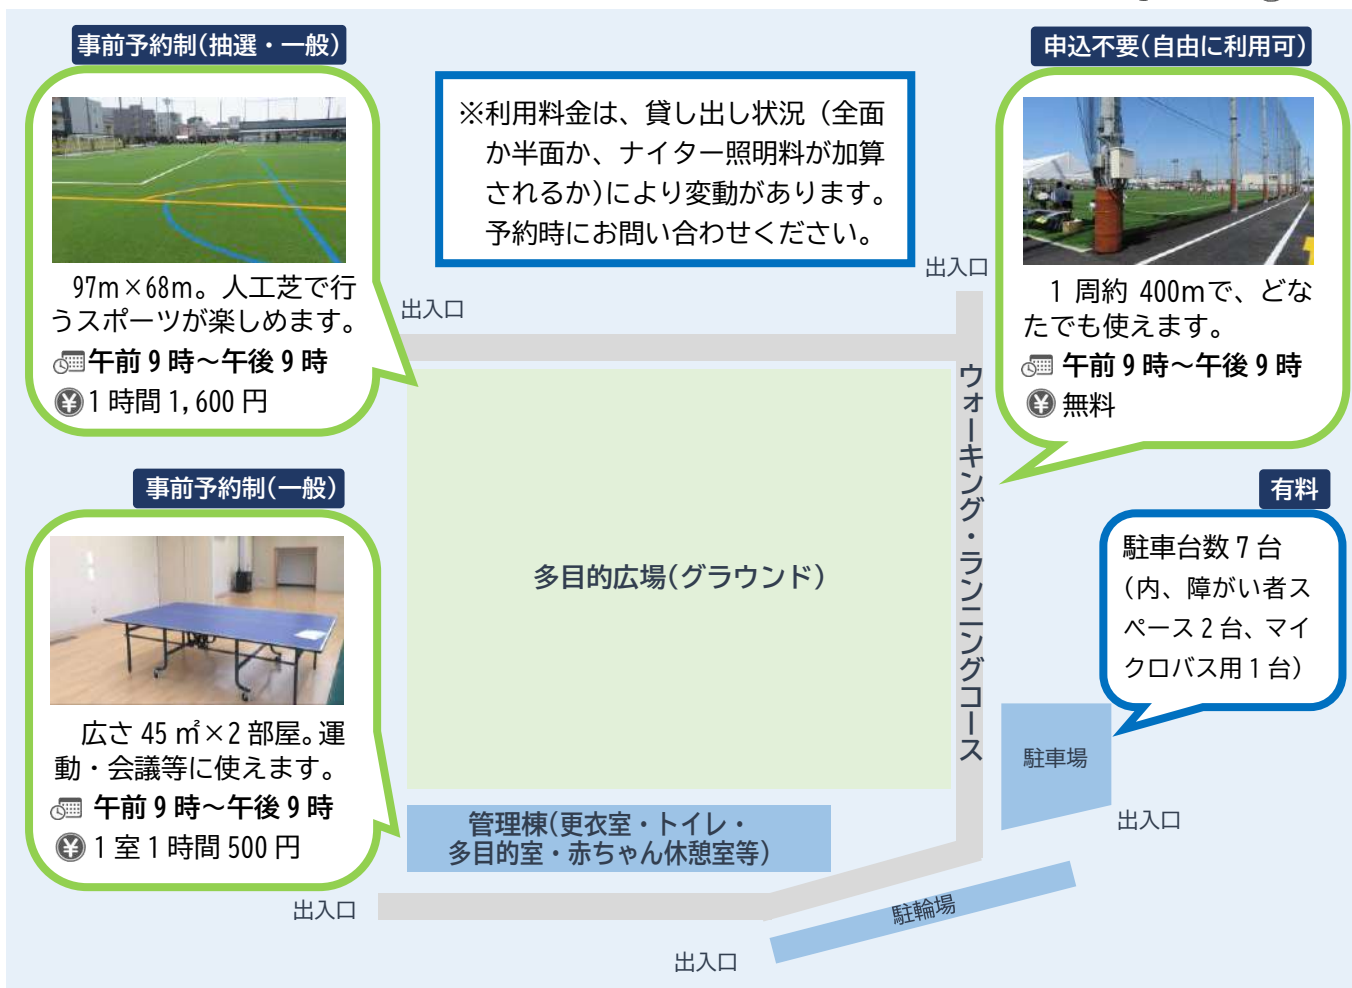 事前予約制(抽選・一般)
97m×68m。人工芝で行
うスポーツが楽しめます。
午前9時～午後9時
1時間1,600円
※利用料金は、貸し出し状況（全面
か半面か、ナイター照明料が加算
されるか)により変動があります。
予約時にお問い合わせください。
申込不要(自由に利用可)
1周約400mで、どな
たでも使えます。
午前9時～午後9時
無料
出入口
出入口
ウォーキング・ランニングコース
多目的広場(グラウンド)
事前予約制(一般)
広さ45㎡×2部屋。運
動・会議等に使えます。
午前9時～午後9時
1室1時間500円
有料
駐車台数7台
(内、障がい者ス
ペース2台、マイ
クロバス用1台)
駐車場
出入口
管理棟(更衣室・トイレ・
多目的室・赤ちゃん休憩室等)
出入口
駐輪場
出入口